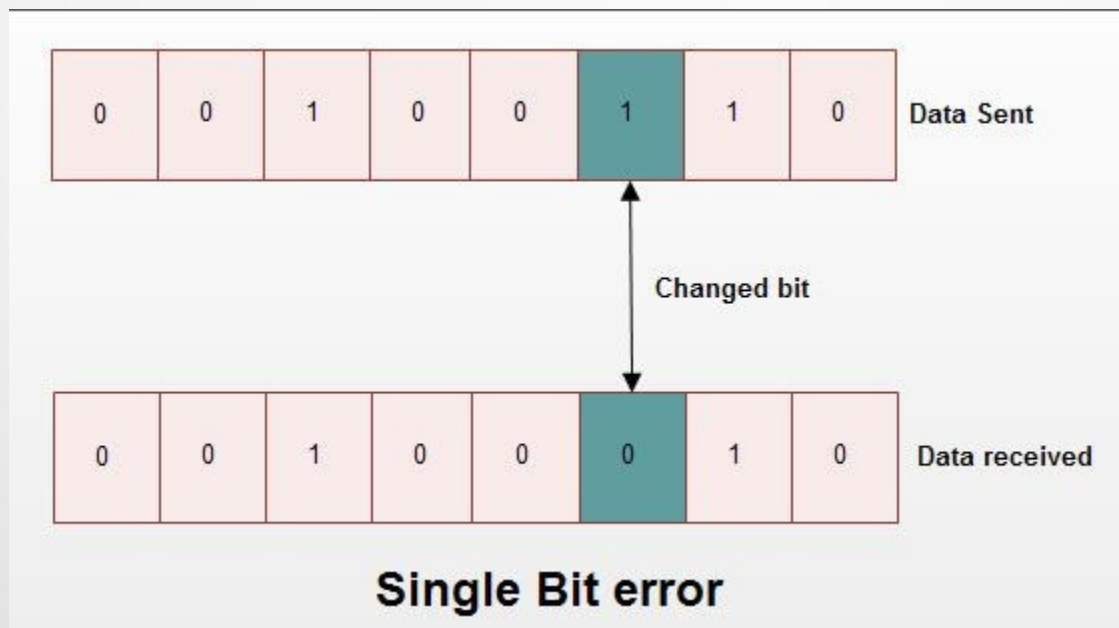 0 0 1 0 0 1 1 0 Data Sent
Changed bit
0 0 1 0 0 0 1 0 Data received
Single Bit error